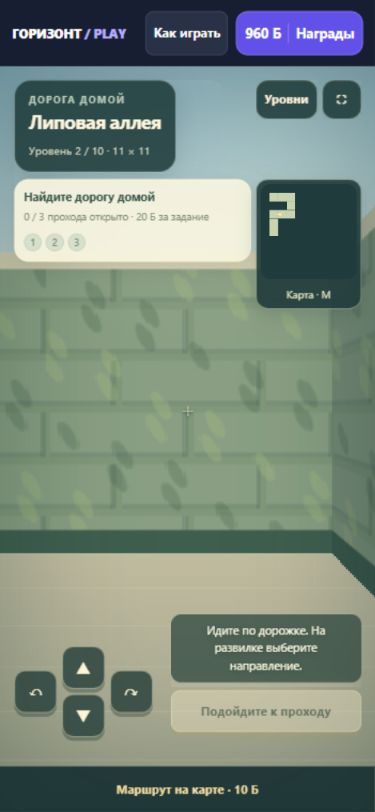 ГОРИЗОНТ / PLAY
Как играть
960 Б
Награды
ДОРОГА ДОМОЙ
Липовая аллея
Уровень 2 / 10 · 11 × 11
Уровни
Найдите дорогу домой
0 / 3 прохода открыто · 20 Б за задание
1 2 3
Карта · М
Идите по дорожке. На
развилке выберите
направление.
Подойдите к проходу
Маршрут на карте · 10 Б